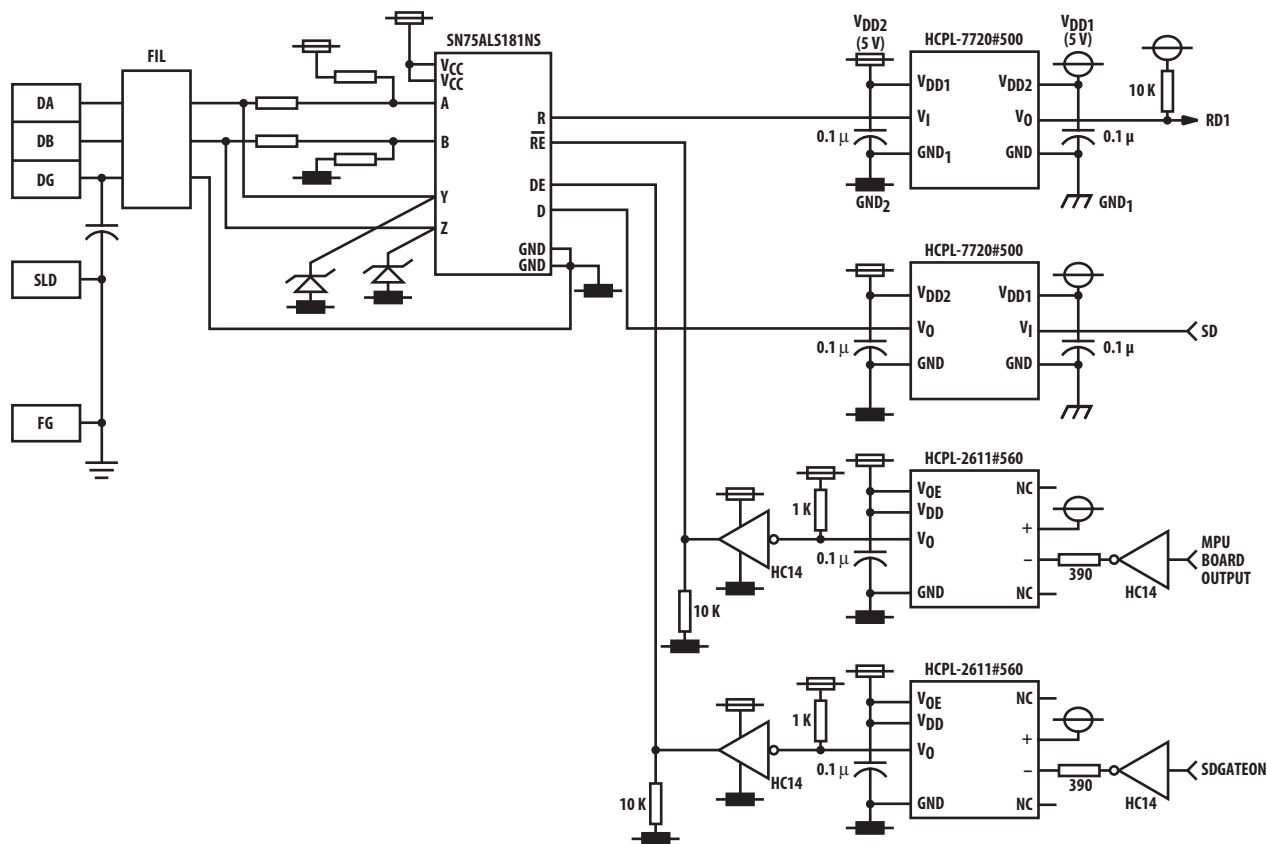 FIL
DA
DB
DG
SLD
FG
SN75ALS181NS
VCC
VCC
A
B
Y
Z
R
RE
DE
D
GND
GND
VDD2
(5 V)
HCPL-7720#500
VDD1
(5 V)
VDD1
VI
GND1
VDD2
VO
GND
0.1 μ
GND2
0.1 μ
GND1
10 K
RD1
HCPL-7720#500
VDD2
VO
GND
VDD1
VI
GND
0.1 μ
0.1 μ
SD
HCPL-2611#560
VOE
VDD
VO
GND
NC
+
–
NC
1 K
0.1 μ
HC14
10 K
390
HC14
MPU
BOARD
OUTPUT
HCPL-2611#560
VOE
VDD
VO
GND
NC
+
–
NC
1 K
0.1 μ
HC14
10 K
390
HC14
SDGATEON